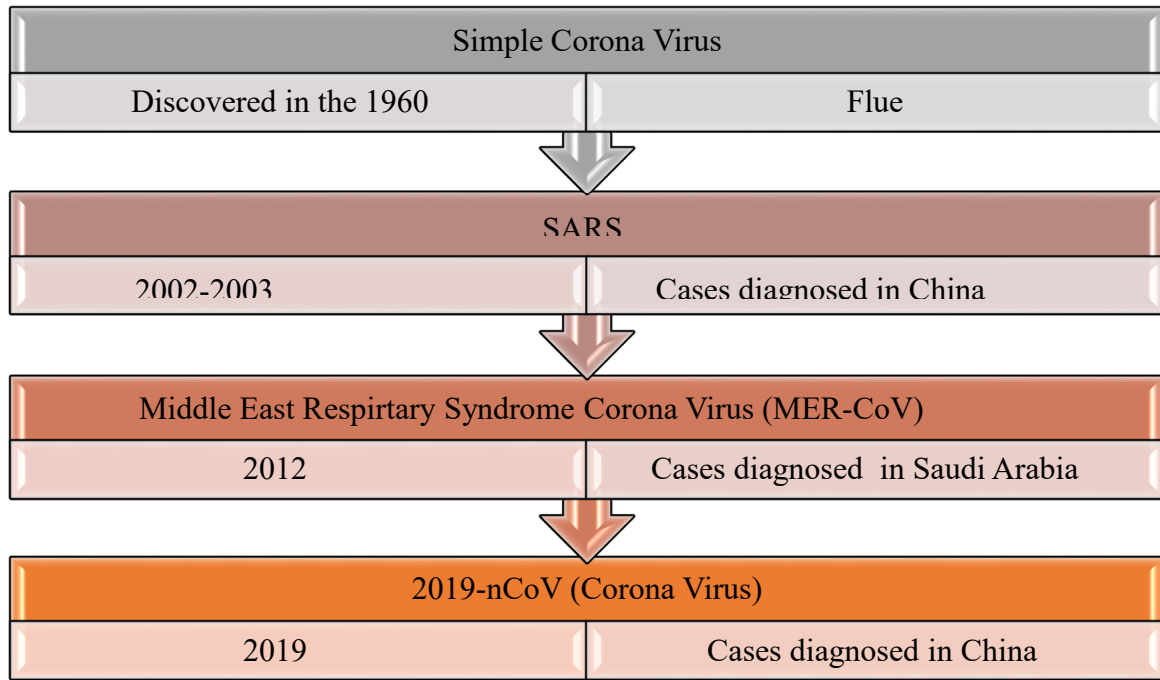 Simple Corona Virus
Discovered in the 1960
Flue
SARS
2002-2003
Cases diagnosed in China
Middle East Respirtary Syndrome Corona Virus (MER-CoV)
2012
Cases diagnosed in Saudi Arabia
2019-nCoV (Corona Virus)
2019
Cases diagnosed in China